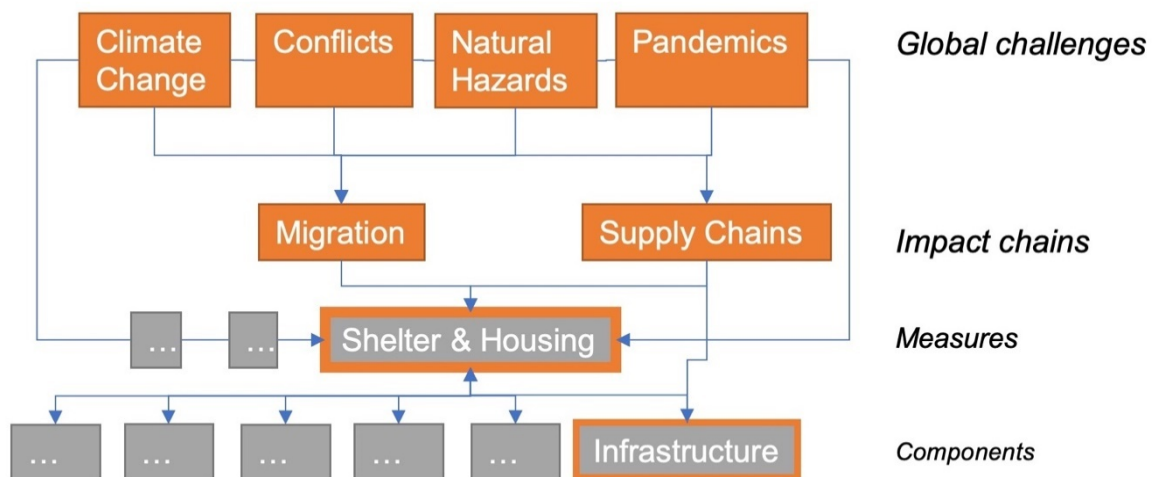 Climate
Change
Conflicts
Natural
Hazards
Pandemics
Global challenges
Migration
Supply Chains
Impact chains
...
...
Shelter & Housing
Measures
...
...
...
...
...
Infrastructure
Components